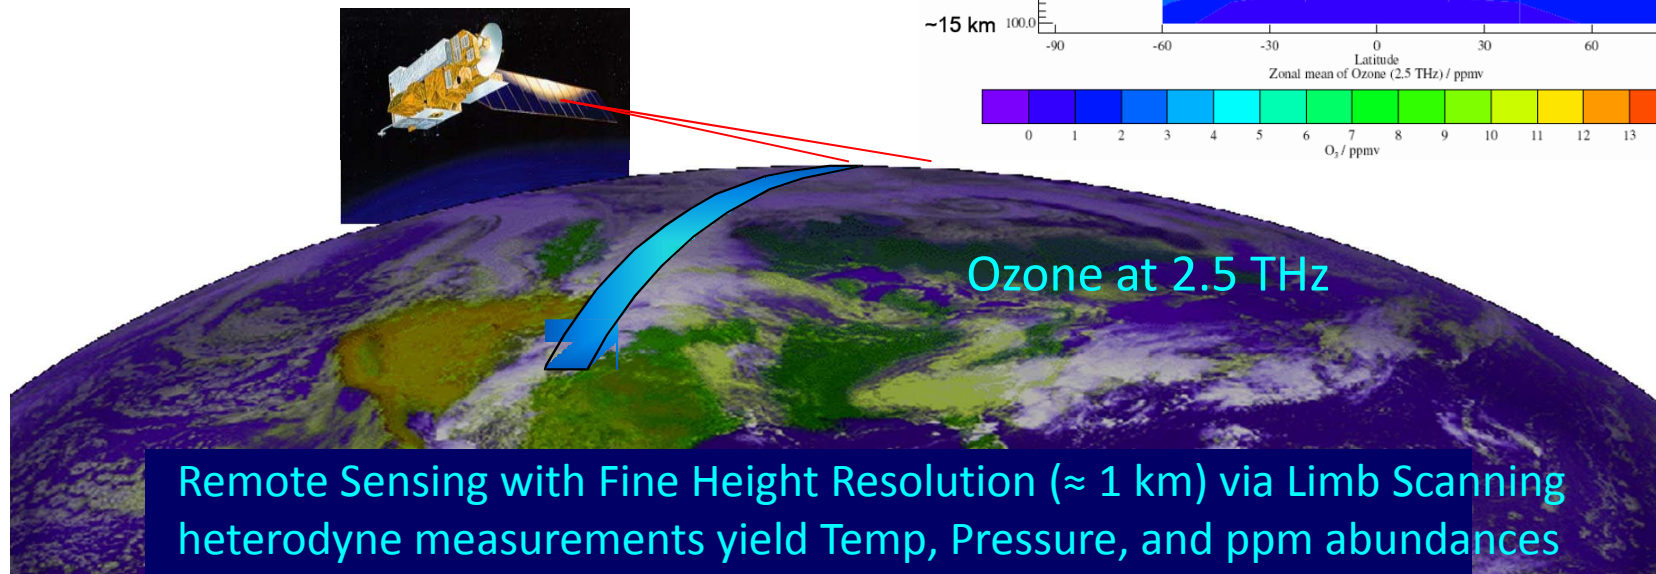 ~15 km 100.0
-90 -60 -30 0 30 60
Latitude
Zonal mean of Ozone (2.5 THz) / ppmv
0 1 2 3 4 5 6 7 8 9 10 11 12 13
O₃ / ppmv
Ozone at 2.5 THz
Remote Sensing with Fine Height Resolution (≈ 1 km) via Limb Scanning
heterodyne measurements yield Temp, Pressure, and ppm abundances